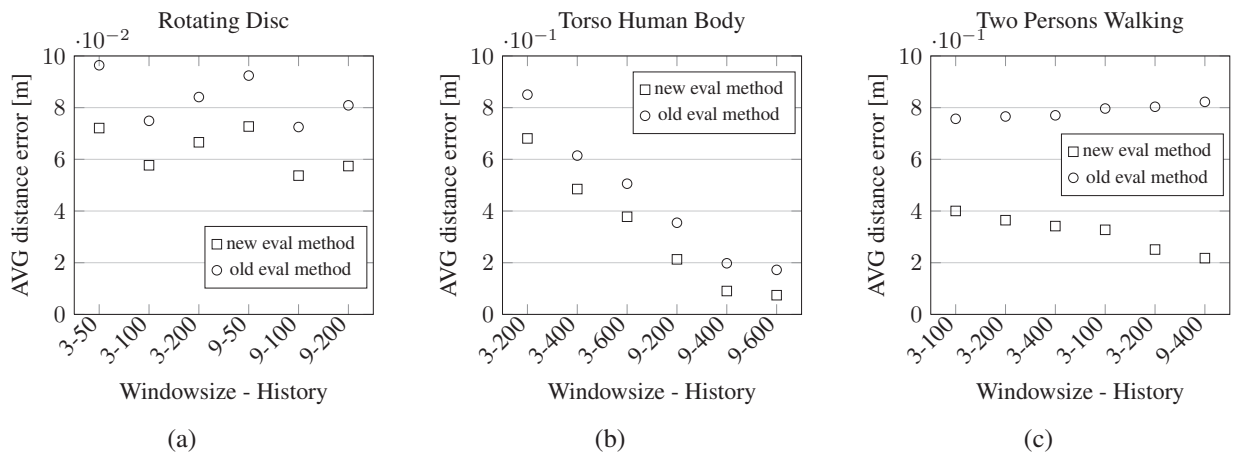 Rotating Disc
·10⁻²
10
8
6
4
2
0
AVG distance error [m]
new eval method
old eval method
3-50
3-100
3-200
9-50
9-100
9-200
Windowsize - History
(a)
Torso Human Body
·10⁻¹
10
8
6
4
2
0
AVG distance error [m]
new eval method
old eval method
3-200
3-400
3-600
9-200
9-400
9-600
Windowsize - History
(b)
Two Persons Walking
·10⁻¹
10
8
6
4
2
0
AVG distance error [m]
new eval method
old eval method
3-100
3-200
3-400
3-100
3-200
9-400
Windowsize - History
(c)